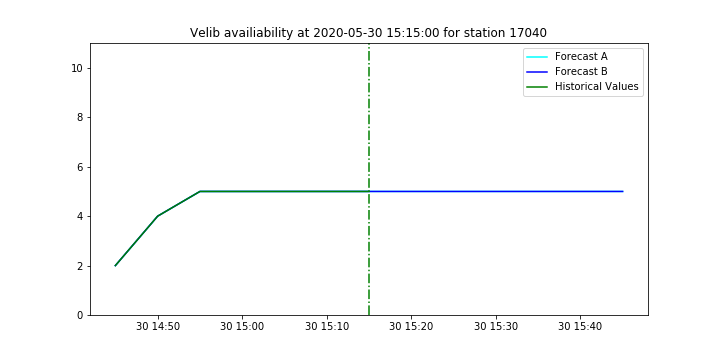 Velib availiability at 2020-05-30 15:15:00 for station 17040
Forecast A
Forecast B
Historical Values
10
8
6
4
2
0
30 14:50 30 15:00 30 15:10 30 15:20 30 15:30 30 15:40